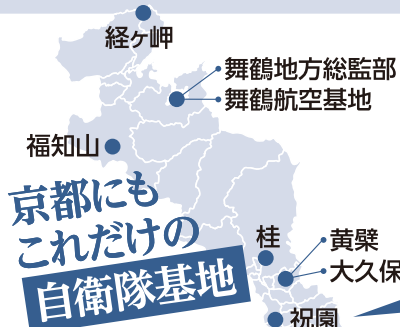 経ヶ岬
舞鶴地方総監部
舞鶴航空基地
福知山
京都にも
これだけの
自衛隊基地
桂
黄檗
大久保
祝園